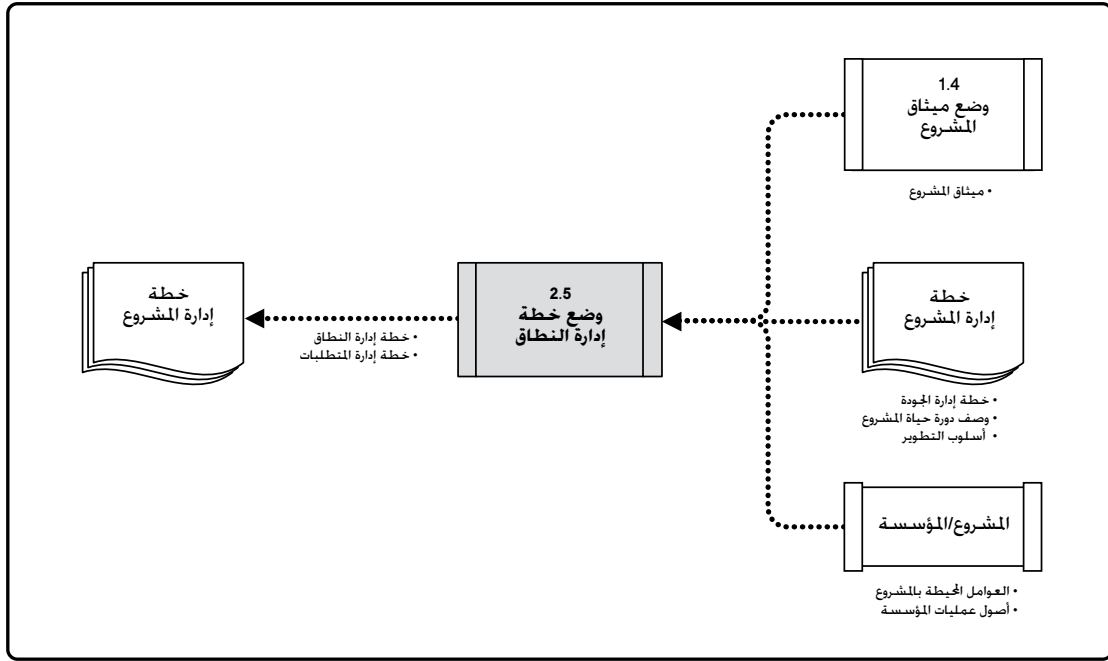 1.4
وضع ميثاق
المشروع
• ميثاق المشروع
خطة
إدارة المشروع
• خطة إدارة الجودة
• وصف دورة حياة المشروع
• أسلوب التطوير
المشروع/المؤسسة
• العوامل المحيطة بالمشروع
• أصول عمليات المؤسسة
2.5
وضع خطة
إدارة النطاق
• خطة إدارة النطاق
• خطة إدارة المتطلبات
خطة
إدارة المشروع